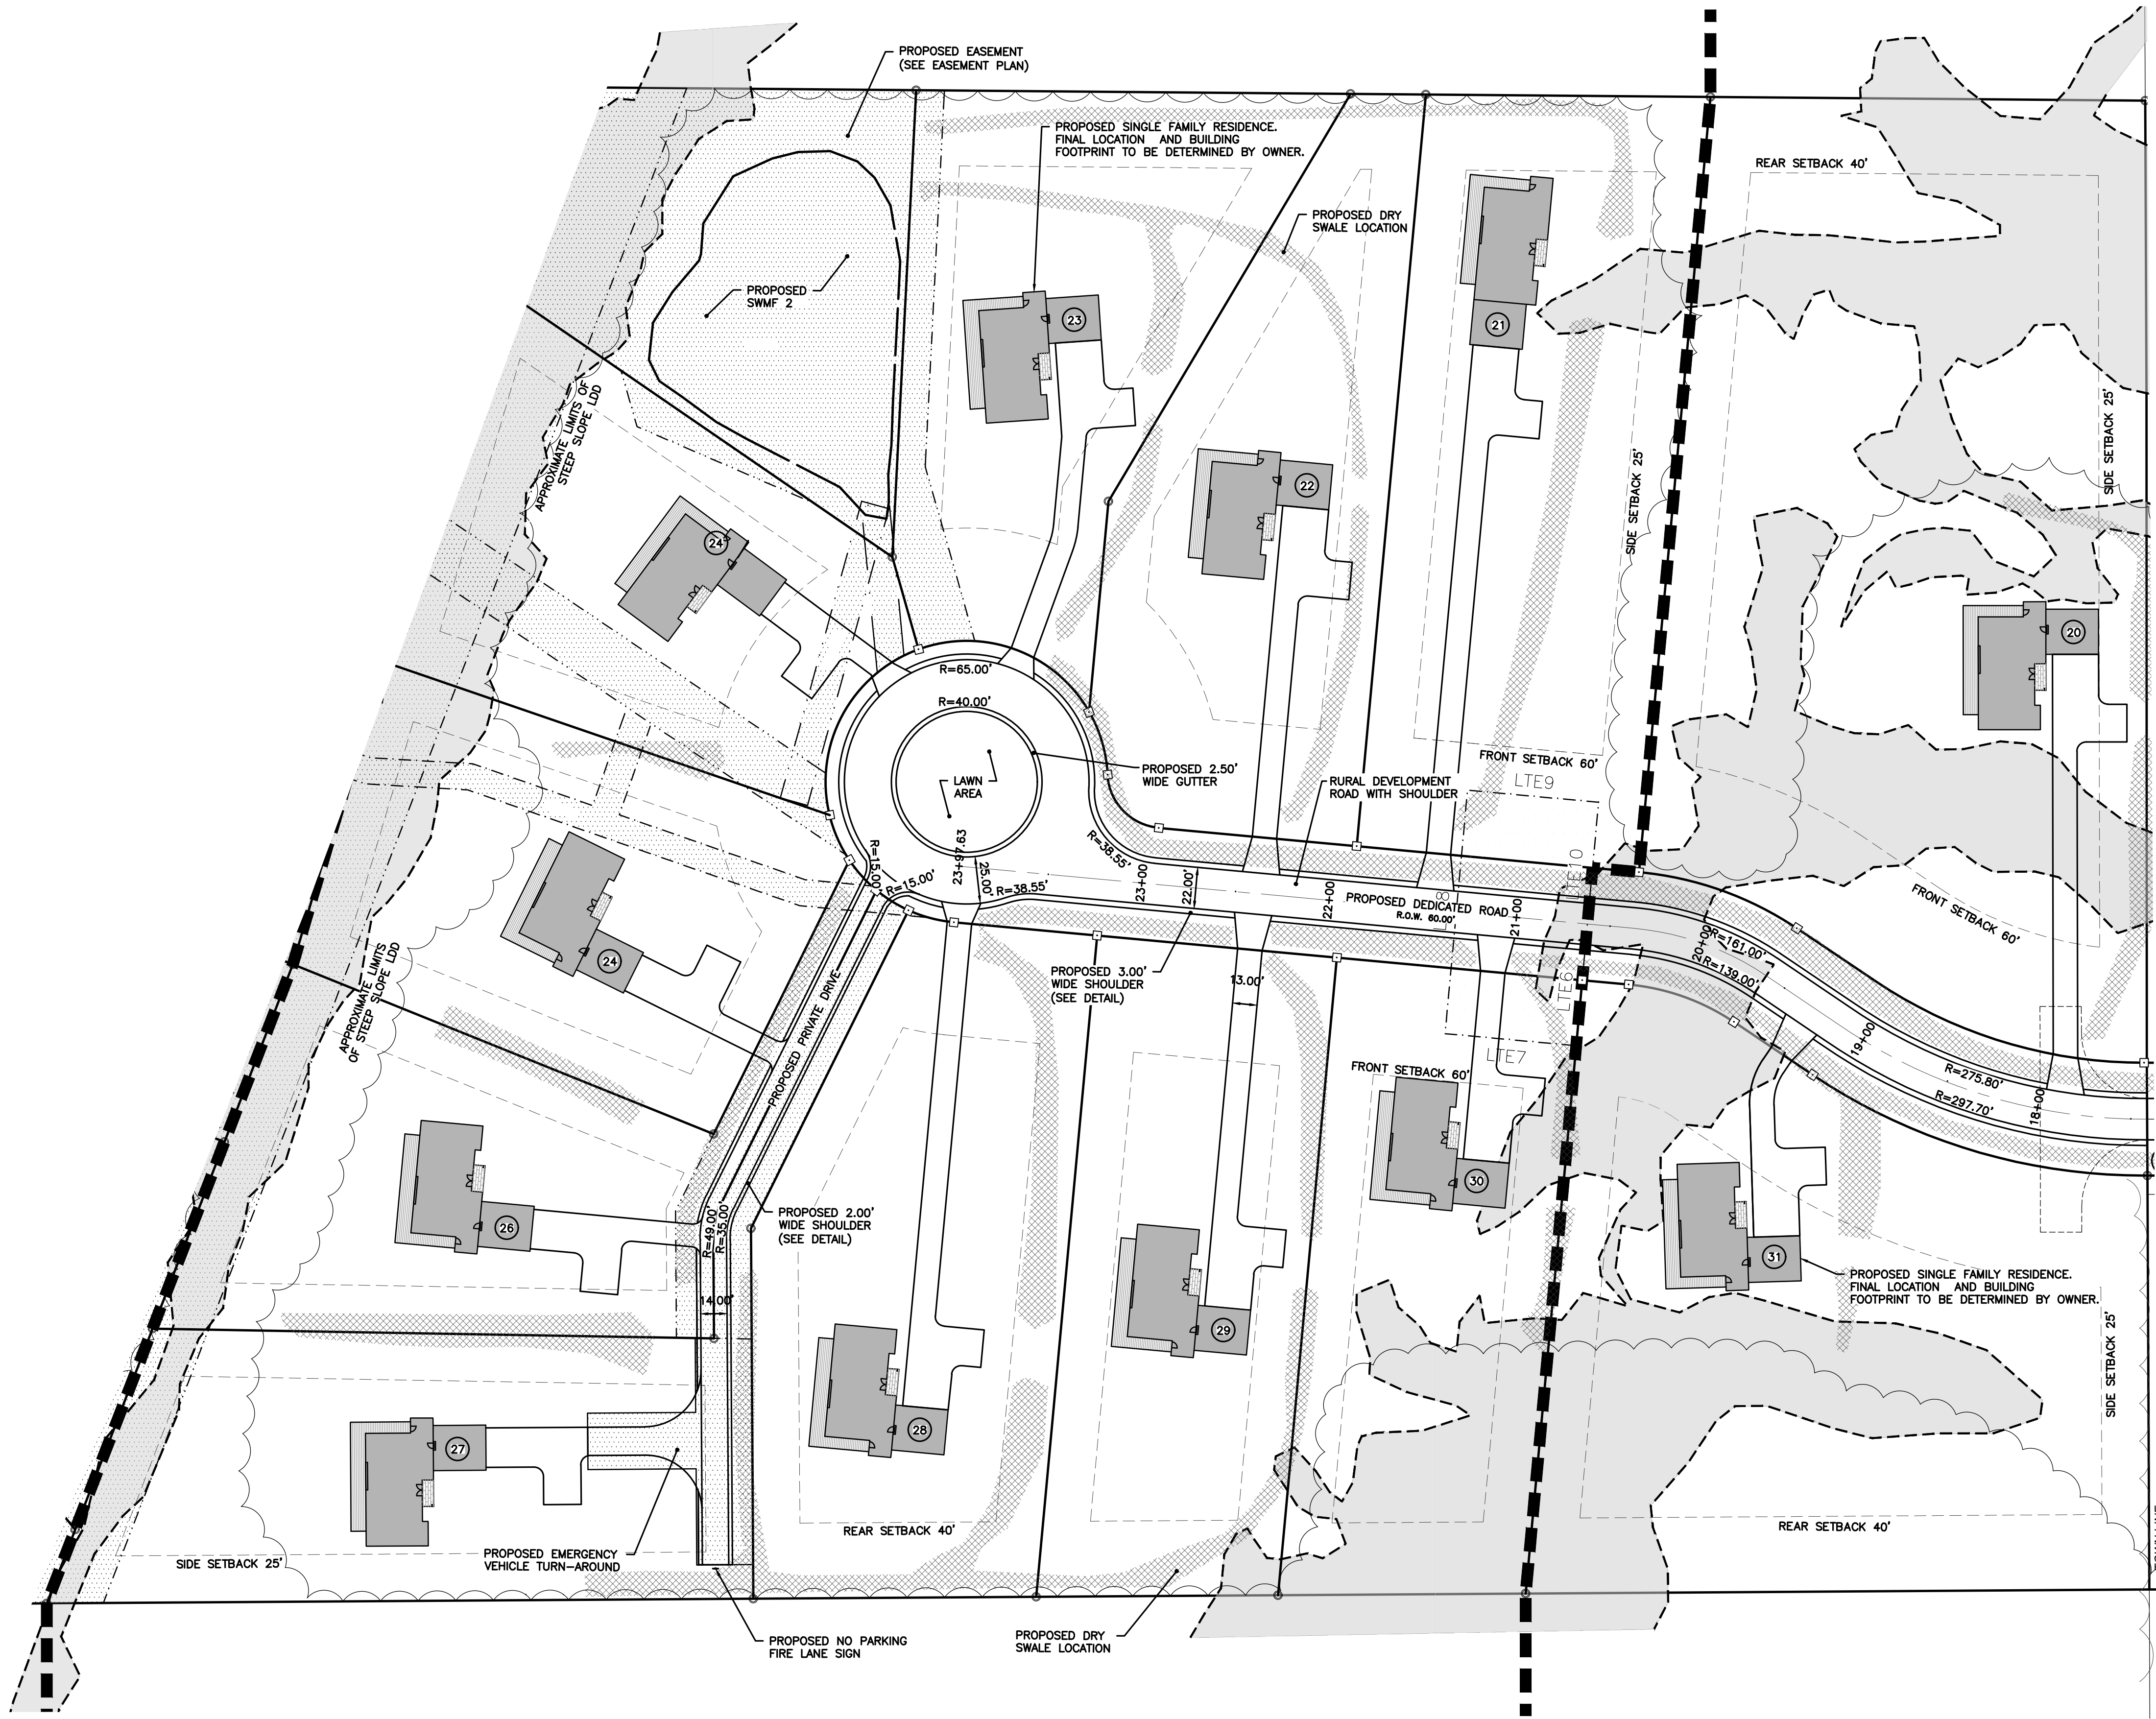 PROPOSED EASEMENT
(SEE EASEMENT PLAN)
PROPOSED SINGLE FAMILY RESIDENCE.
FINAL LOCATION AND BUILDING
FOOTPRINT TO BE DETERMINED BY OWNER.
REAR SETBACK 40'
PROPOSED DRY
SWALE LOCATION
PROPOSED
SWMF 2
23
21
APPROXIMATE LIMITS OF
STEEP SLOPE LDD
SIDE SETBACK 25'
SIDE SETBACK 25'
22
24
20
R=65.00'
R=40.00'
LAWN
AREA
PROPOSED 2.50'
WIDE GUTTER
FRONT SETBACK 60'
LTE9
RURAL DEVELOPMENT
ROAD WITH SHOULDER
R=38.55'
R=15.00'
R=15.00'
23+97.63
25.00'
R=38.55'
23+00
22.00'
22+00
PROPOSED DEDICATED ROAD
R.O.W. 60.00'
21+00
LTE10
FRONT SETBACK 60'
20+00
R=161.00'
R=139.00'
LTE6
24
APPROXIMATE LIMITS
OF STEEP SLOPE LDD
PROPOSED 3.00'
WIDE SHOULDER
(SEE DETAIL)
13.00'
PROPOSED PRIVATE DRIVE
LTE7
FRONT SETBACK 60'
19+00
R=275.80'
R=297.70'
18+00
30
26
PROPOSED 2.00'
WIDE SHOULDER
(SEE DETAIL)
R=49.00'
R=35.00'
14.00'
31
PROPOSED SINGLE FAMILY RESIDENCE.
FINAL LOCATION AND BUILDING
FOOTPRINT TO BE DETERMINED BY OWNER.
29
SIDE SETBACK 25'
28
27
REAR SETBACK 40'
REAR SETBACK 40'
SIDE SETBACK 25'
PROPOSED EMERGENCY
VEHICLE TURN-AROUND
PROPOSED NO PARKING
FIRE LANE SIGN
PROPOSED DRY
SWALE LOCATION